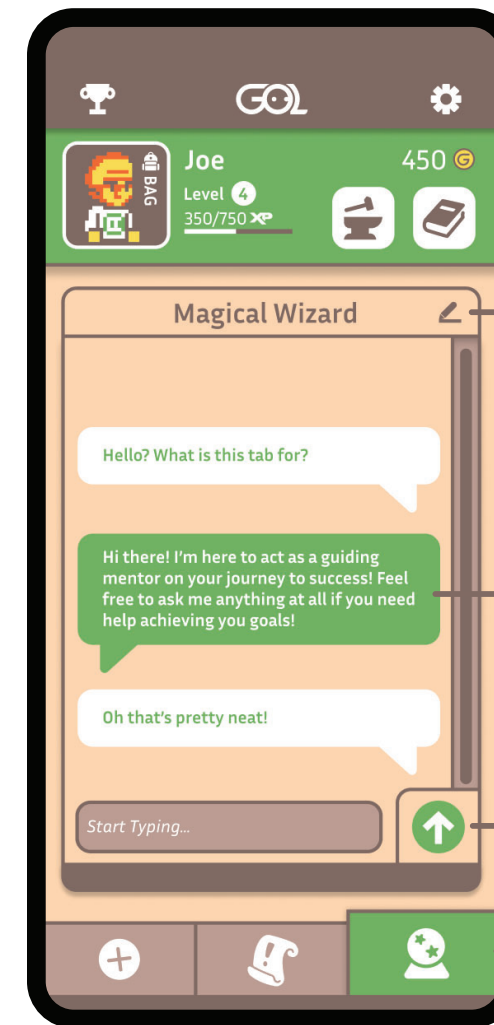 GOL
Joe
450 G
BAG
Level 4
350/750 XP
Magical Wizard
Hello? What is this tab for?
Hi there! I'm here to act as a guiding
mentor on your journey to success! Feel
free to ask me anything at all if you need
help achieving you goals!
Oh that's pretty neat!
Start Typing...